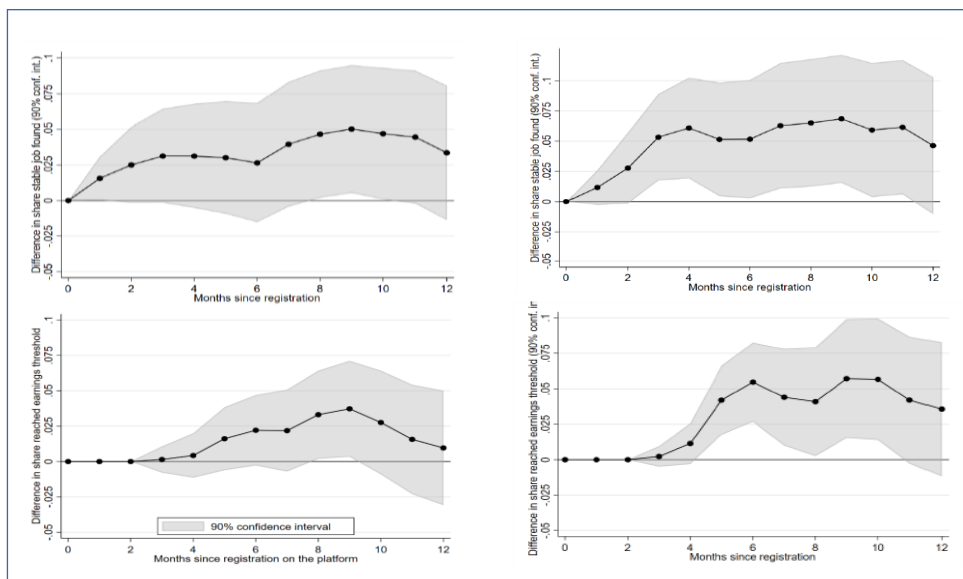 Difference in share stable job found (90% conf. int.)
.1
.075
.05
.025
0
-.025
-.05
0 2 4 6 8 10 12
Months since registration
Difference in share stable job found (90% conf. int.)
.1
.075
.05
.025
0
-.025
-.05
0 2 4 6 8 10 12
Months since registration
Difference in share reached earnings threshold
.1
.075
.05
.025
0
-.025
-.05
90% confidence interval
0 2 4 6 8 10 12
Months since registration on the platform
Difference in share reached earnings threshold (90% conf. in
.1
.075
.05
.025
0
-.025
-.05
0 2 4 6 8 10 12
Months since registration